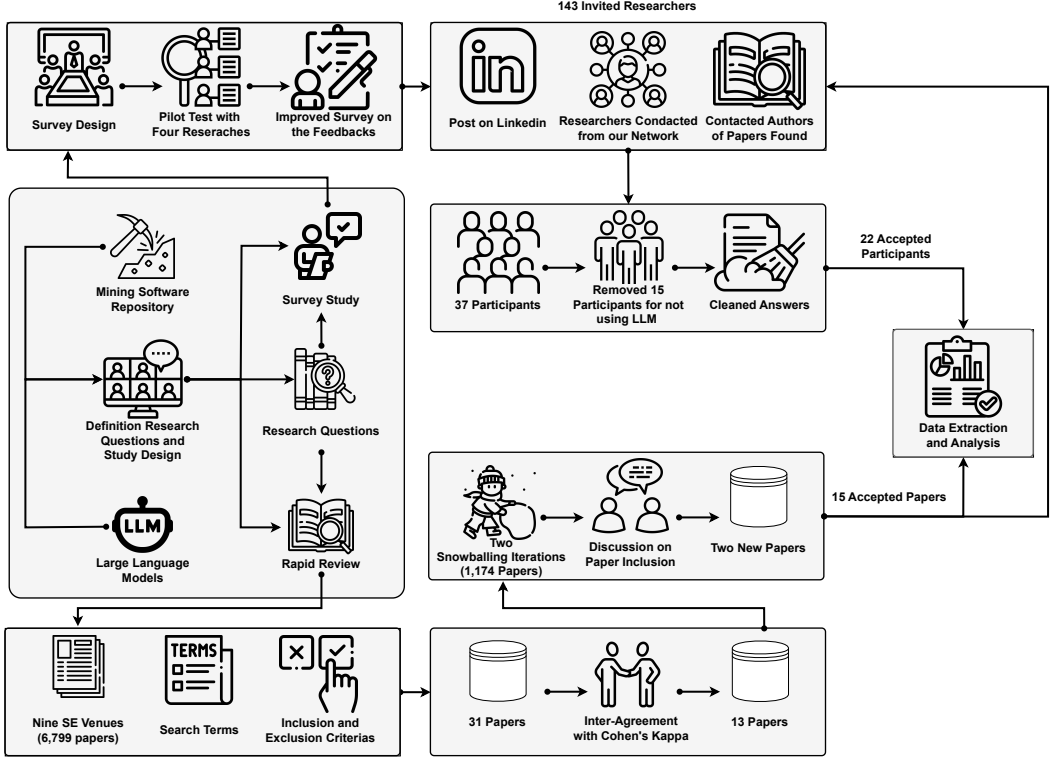 143 Invited Researchers
in
Survey Design
Pilot Test with
Four Reseraches
Improved Survey on
the Feedbacks
Post on Linkedin
Researchers Condacted
from our Network
Contacted Authors
of Papers Found
Mining Software
Repository
Survey Study
?
Definition Research
Questions and
Study Design
Research Questions
LLM
Large Language
Models
Rapid Review
37 Participants
Removed 15
Participants for not
using LLM
Cleaned Answers
22 Accepted
Participants
Data Extraction
and Analysis
Two
Snowballing Iterations
(1,174 Papers)
Discussion on
Paper Inclusion
Two New Papers
15 Accepted Papers
TERMS
Nine SE Venues
(6,799 papers)
Search Terms
Inclusion and
Exclusion Criterias
31 Papers
Inter-Agreement
with Cohen's Kappa
13 Papers